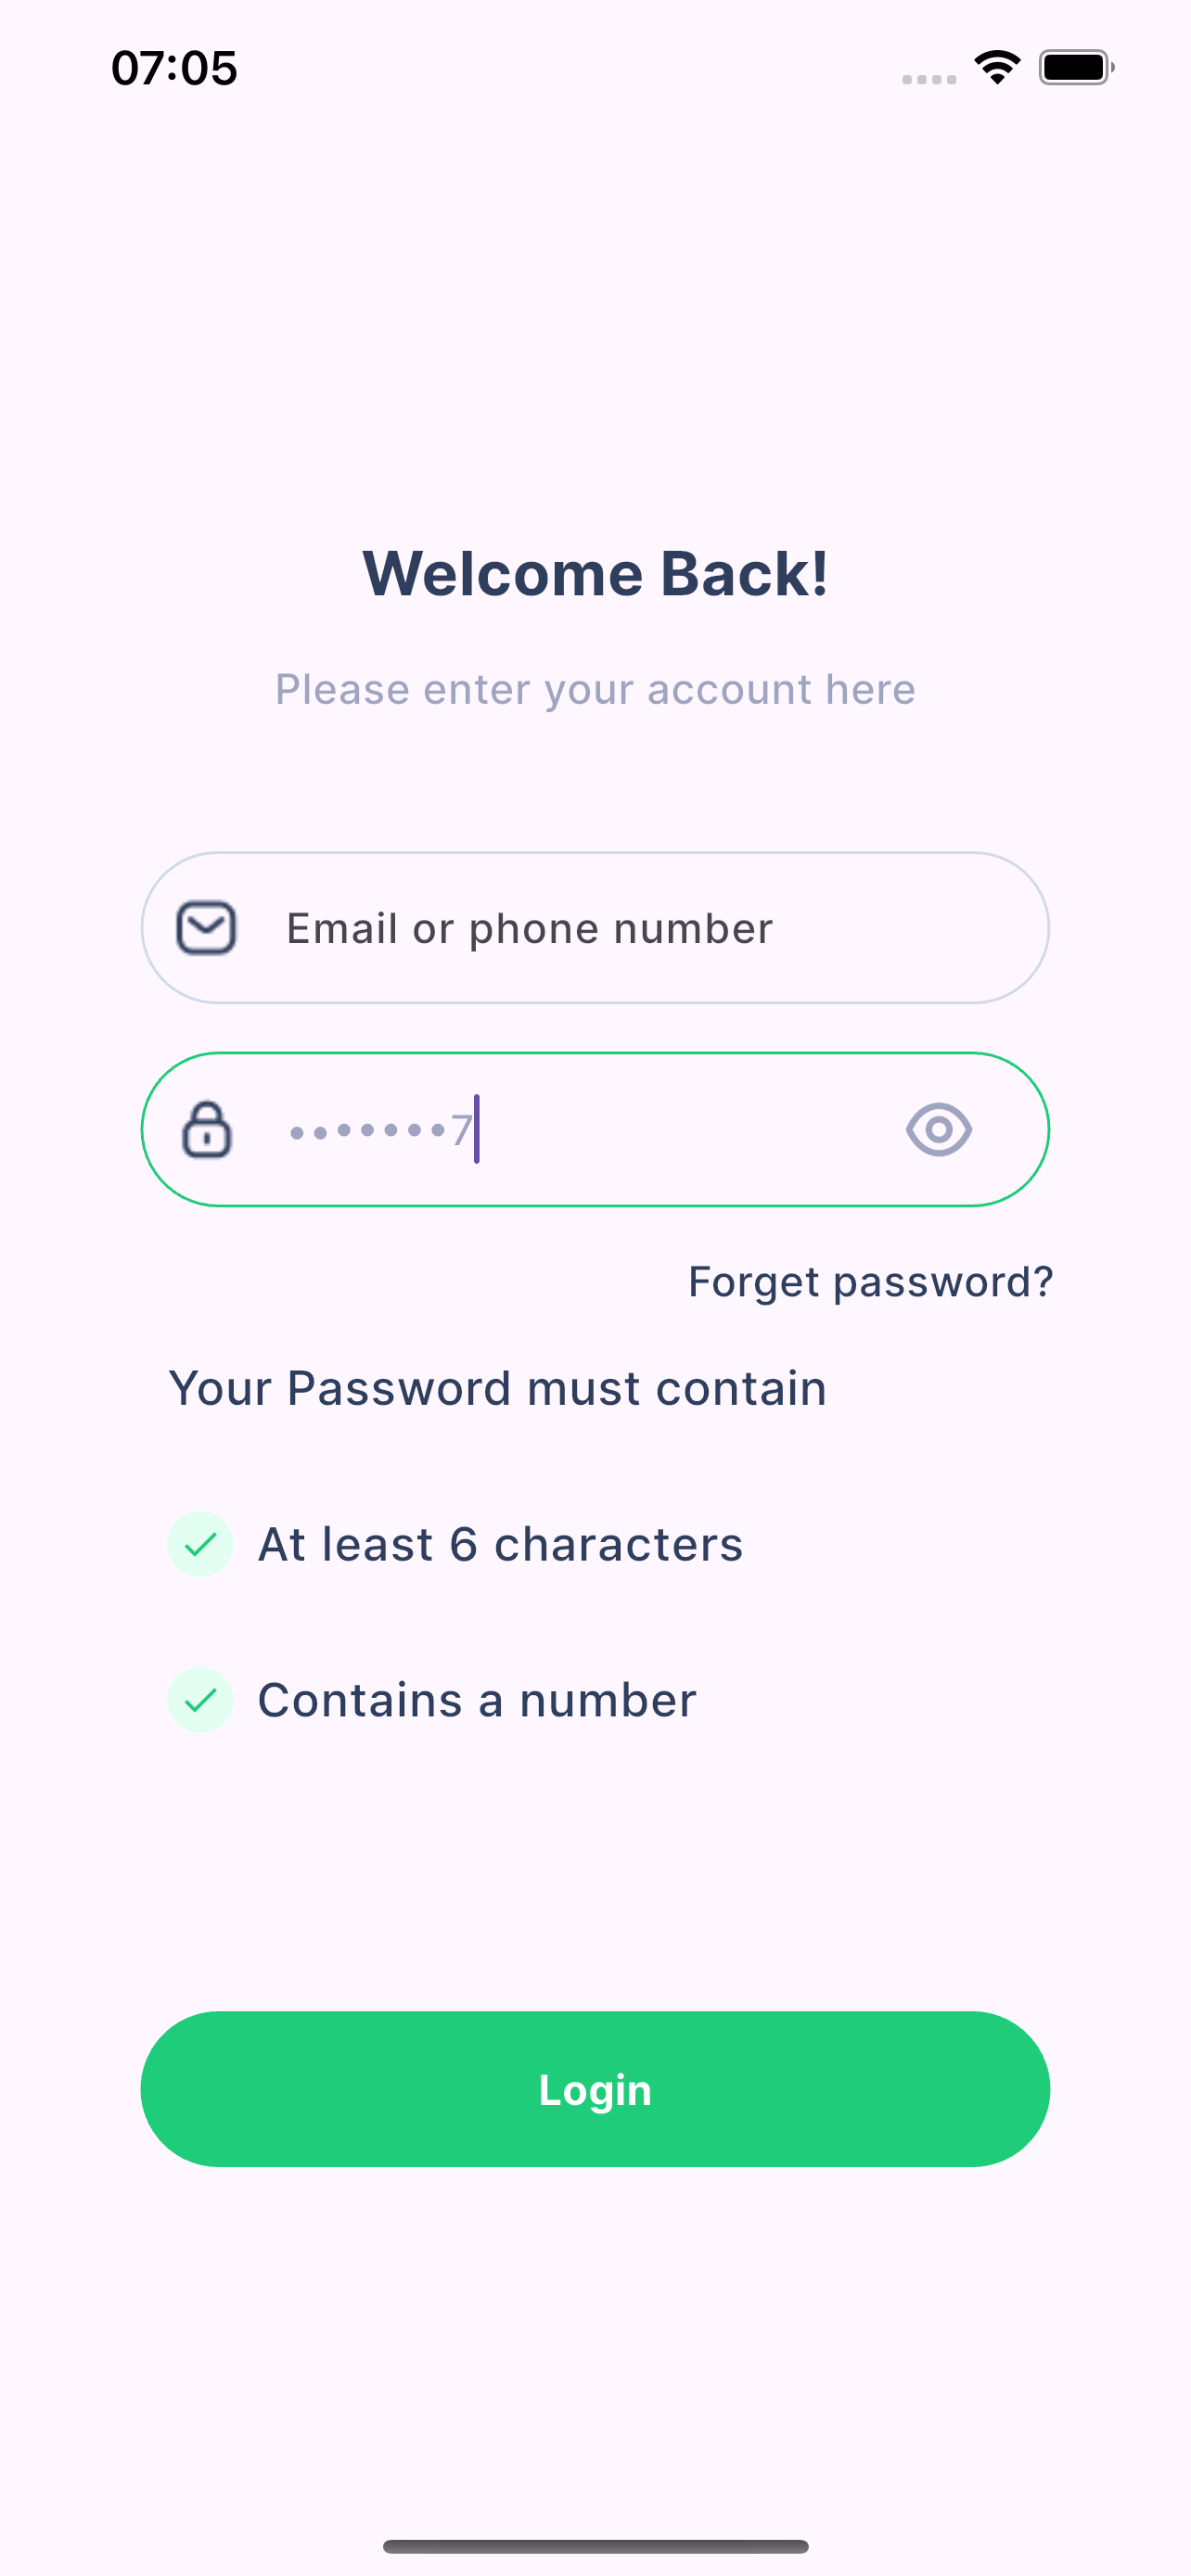 07:05
Welcome Back!
Please enter your account here
Email or phone number
•••••••7
Forget password?
Your Password must contain
At least 6 characters
Contains a number
Login